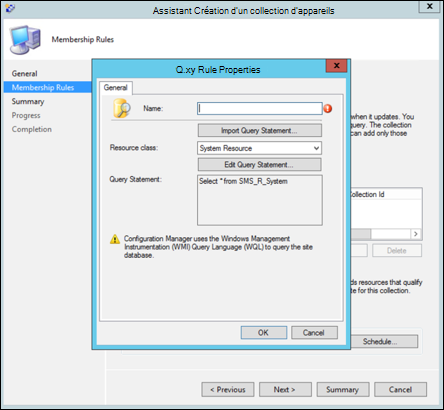 Assistant Création d'un collection d'appareils
Membership Rules
General
Membership Rules
Summary
Progress
Completion
when it updates. You
query. The collection
can add only those
ollection Id
Delete
ds resources that qualify
te for this collection.
Schedule...
< Previous
Next >
Summary
Cancel
Q.xy Rule Properties
General
Name:
Import Query Statement...
Resource class:
System Resource
Edit Query Statement...
Query Statement:
Select * from SMS_R_System
Configuration Manager uses the Windows Management
Instrumentation (WMI) Query Language (WQL) to query the site
database.
OK
Cancel